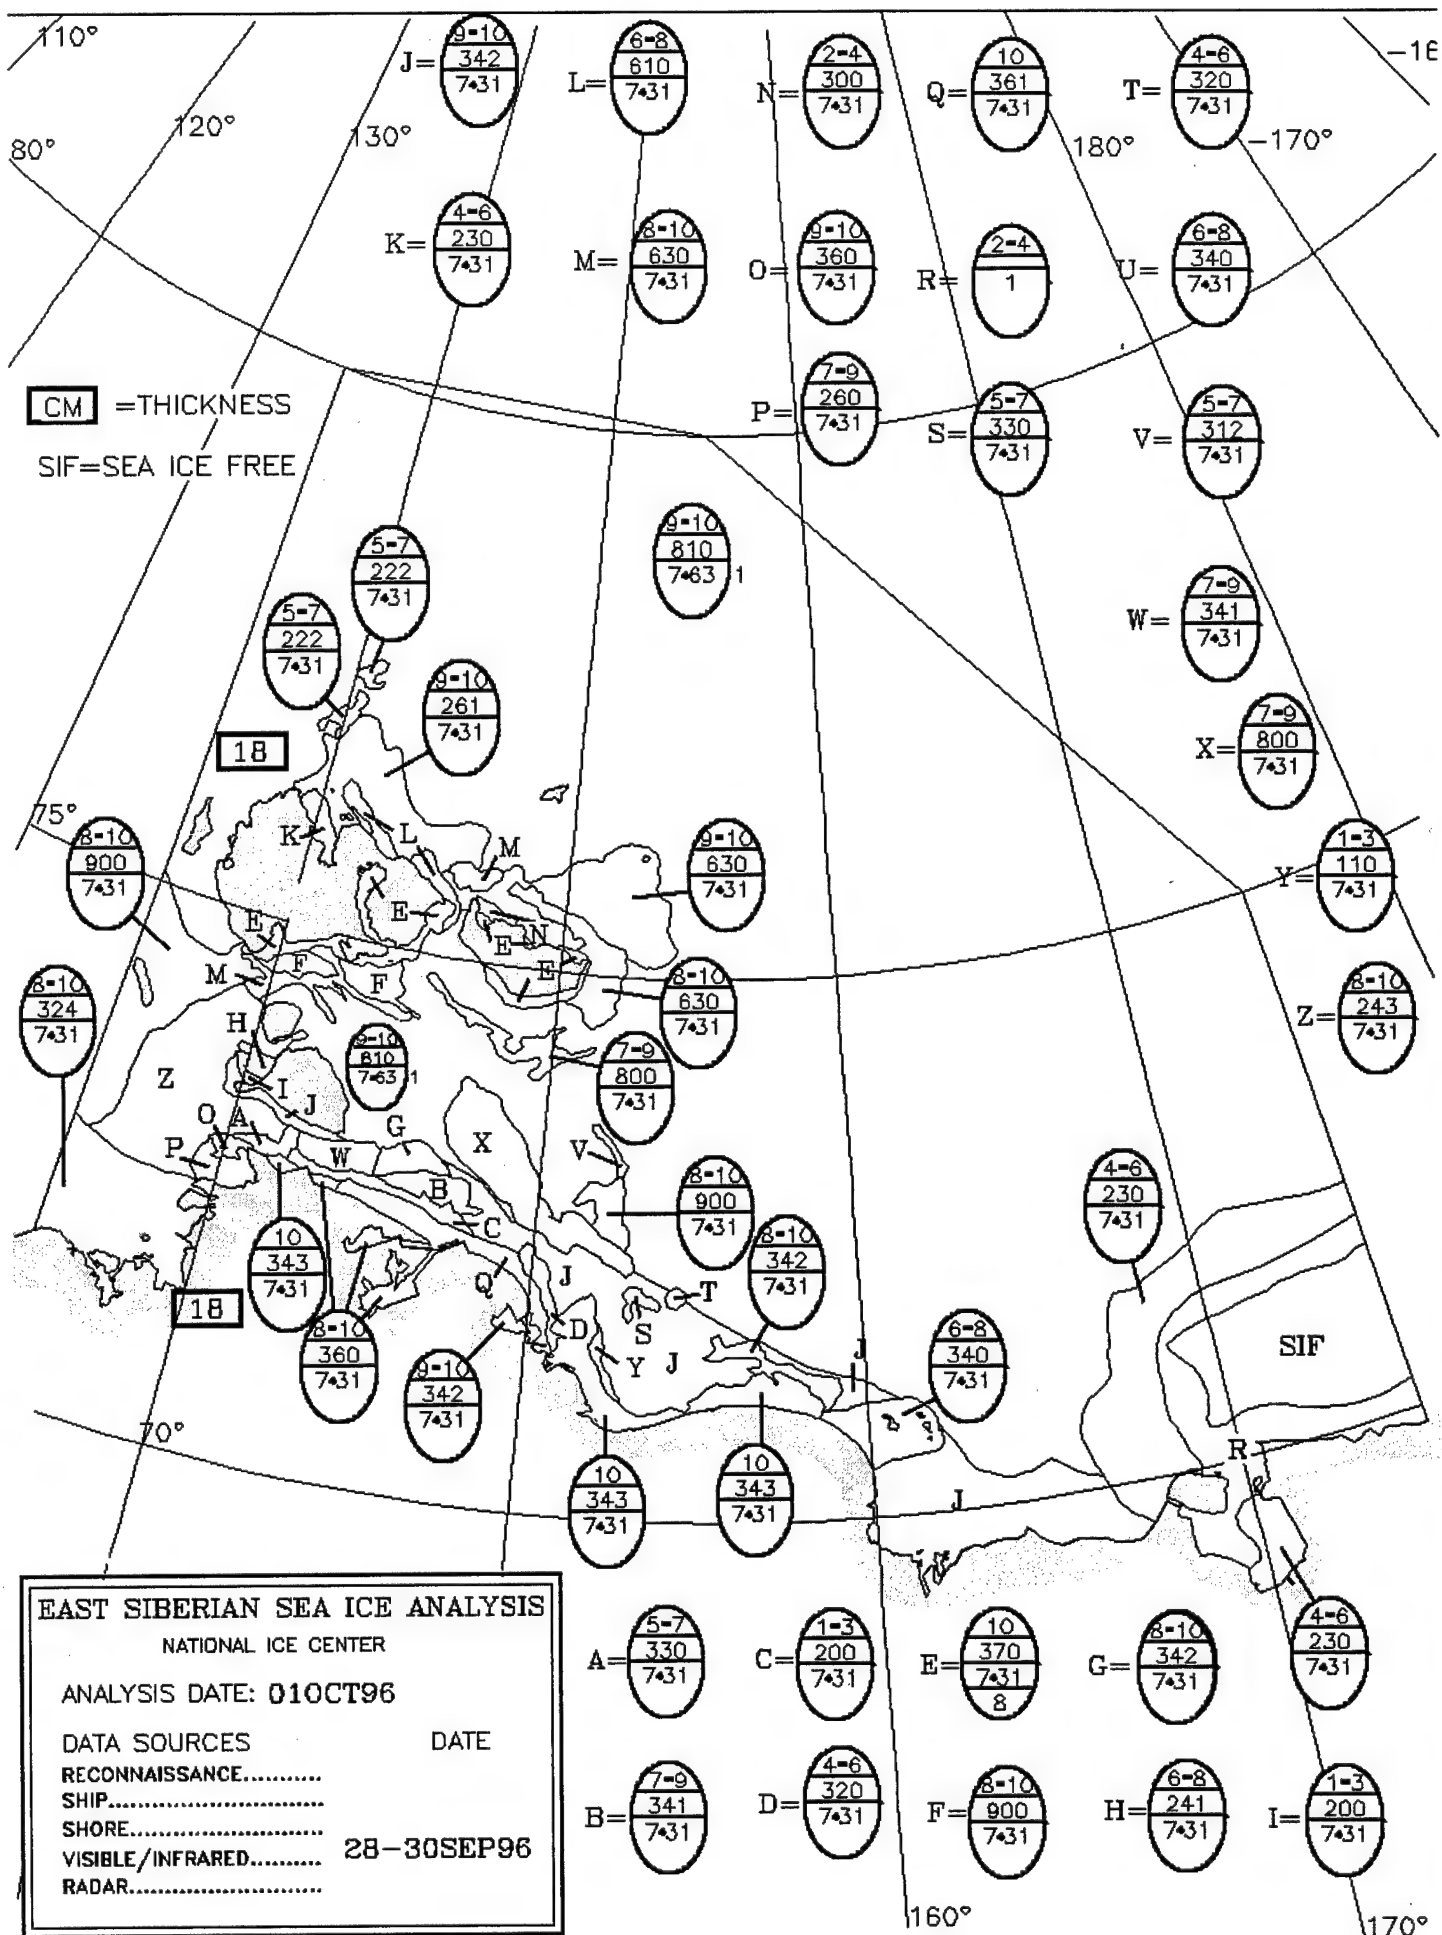 110°
120°
130°
80°
180°
-170°
-16
J=
9-10
342
7•31
L=
6-8
610
7•31
N=
2-4
300
7•31
Q=
10
361
7•31
T=
4-6
320
7•31
K=
4-6
230
7•31
M=
8-10
630
7•31
O=
9-10
360
7•31
R=
2-4
1
U=
6-8
340
7•31
P=
7-9
260
7•31
S=
5-7
330
7•31
V=
5-7
312
7•31
CM =THICKNESS
SIF=SEA ICE FREE
5-7
222
7•31
9-10
810
7•63 1
5-7
222
7•31
W=
7-9
341
7•31
9-10
261
7•31
18
X=
7-9
800
7•31
75°
8-10
900
7•31
K
L
M
9-10
630
7•31
Y=
1-3
110
7•31
E
E
E
N
E
M
F
F
8-10
324
7•31
8-10
630
7•31
Z=
8-10
243
7•31
H
Z
I
J
9-10
810
7•63 1
7-9
800
7•31
O
A
P
G
W
X
V
B
C
8-10
900
7•31
4-6
230
7•31
10
343
7•31
8-10
342
7•31
Q
J
T
18
S
D
Y
J
J
SIF
8-10
360
7•31
9-10
342
7•31
6-8
340
7•31
70°
R
10
343
7•31
10
343
7•31
J
EAST SIBERIAN SEA ICE ANALYSIS
NATIONAL ICE CENTER
ANALYSIS DATE: 01OCT96
DATA SOURCES DATE
RECONNAISSANCE..........
SHIP...........................
SHORE........................
VISIBLE/INFRARED.......... 28-30SEP96
RADAR........................
A=
5-7
330
7•31
C=
1-3
200
7•31
E=
10
370
7•31
8
G=
8-10
342
7•31
4-6
230
7•31
B=
7-9
341
7•31
D=
4-6
320
7•31
F=
8-10
900
7•31
H=
6-8
241
7•31
I=
1-3
200
7•31
160°
170°